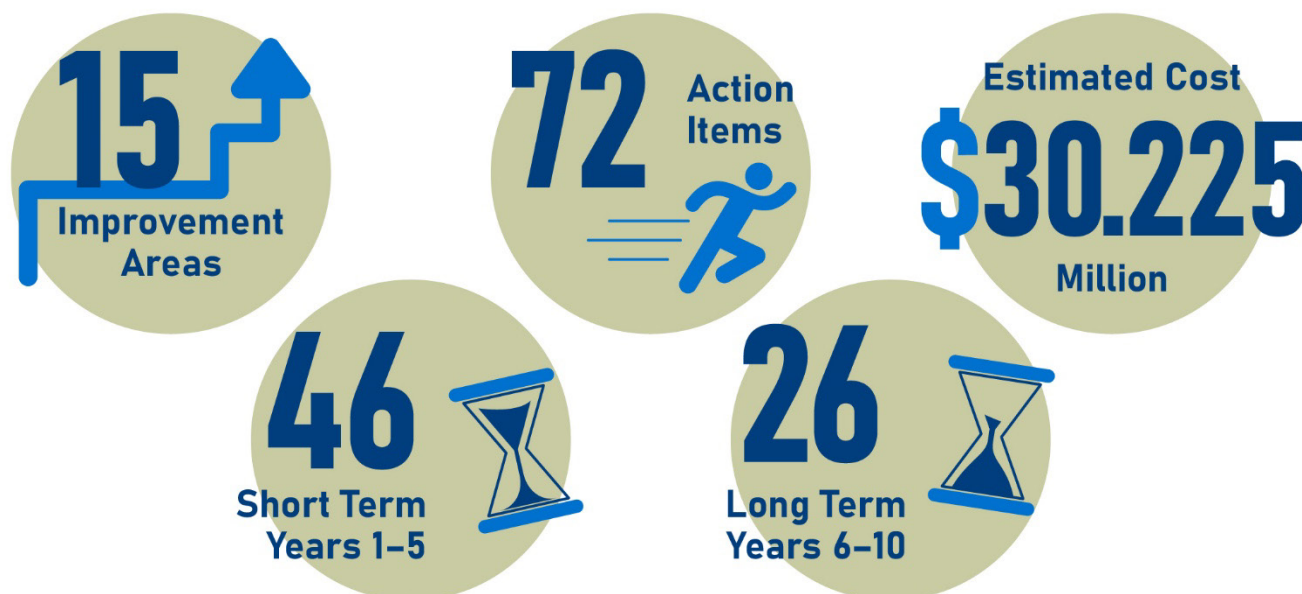 15
Improvement
Areas
72
Action
Items
Estimated Cost
$30.225
Million
46
Short Term
Years 1–5
26
Long Term
Years 6–10